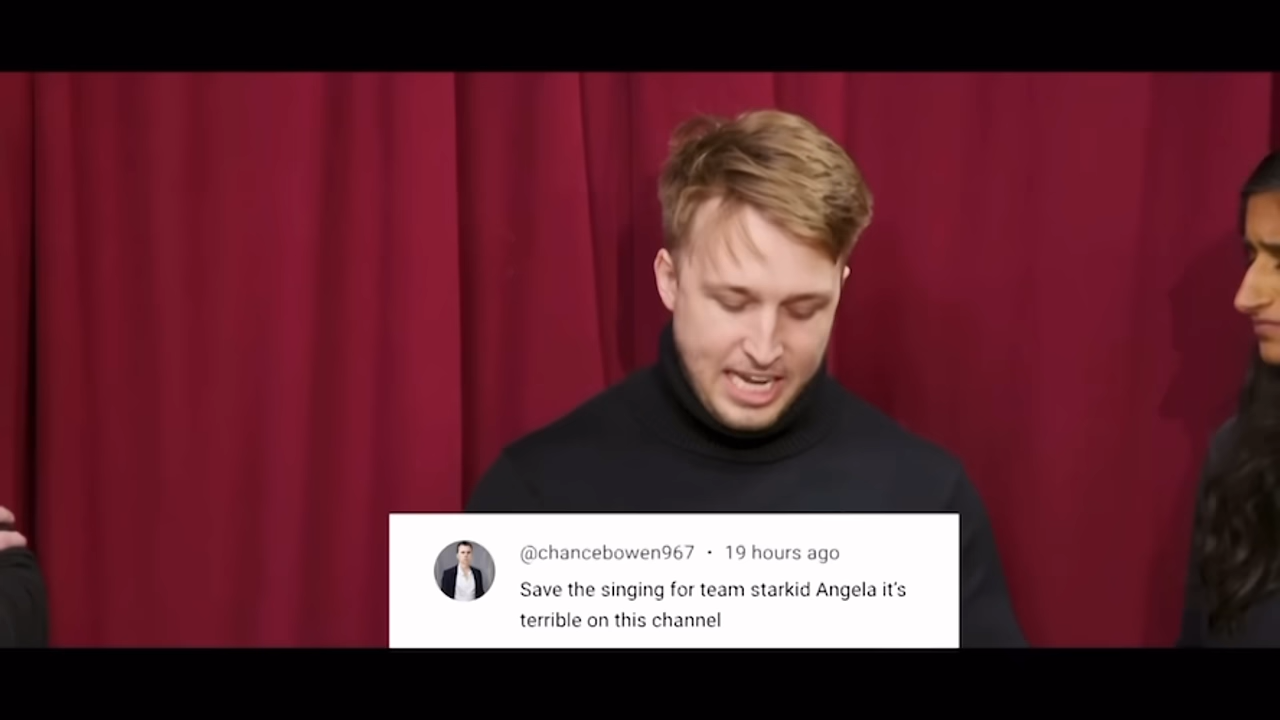 @chancebowen967 · 19 hours ago
Save the singing for team starkid Angela it's
terrible on this channel